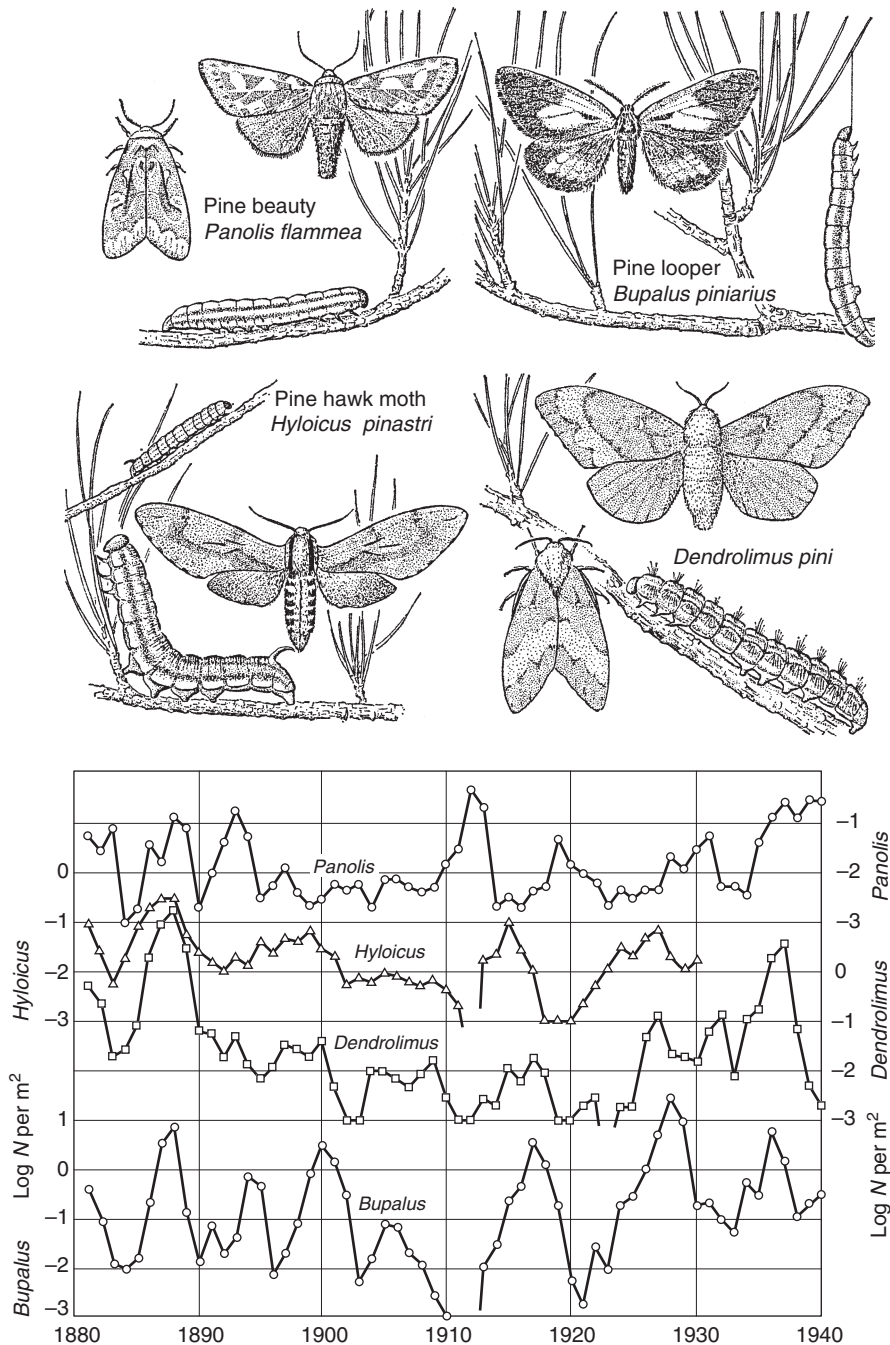 Pine beauty
Panolis flammea
Pine looper
Bupalus piniarius
Pine hawk moth
Hyloicus pinastri
Dendrolimus pini
Panolis
Hyloicus
Dendrolimus
Bupalus
0
–1
–2
–3
1
0
–1
–2
–3
Hyloicus
Log N per m²
Bupalus
–1
–2
–3
0
–1
–2
–3
Panolis
Dendrolimus
Log N per m²
1880 1890 1900 1910 1920 1930 1940